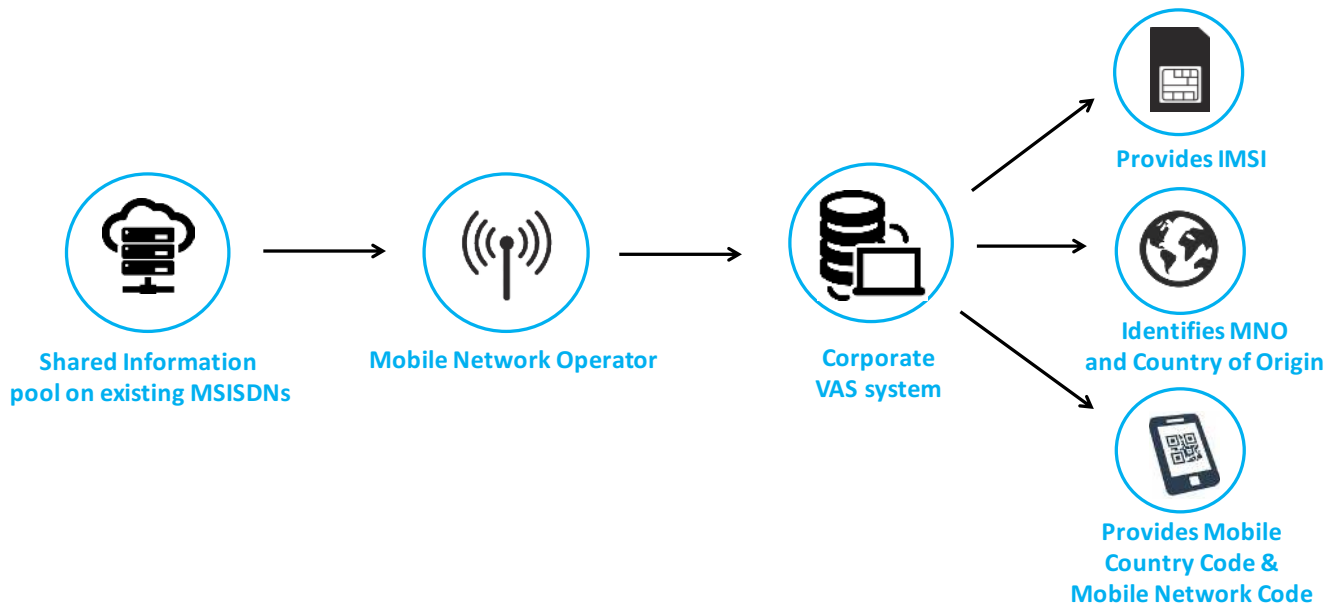 Provides IMSI
Shared Information
pool on existing MSISDNs
Mobile Network Operator
Corporate
VAS system
Identifies MNO
and Country of Origin
Provides Mobile
Country Code &
Mobile Network Code